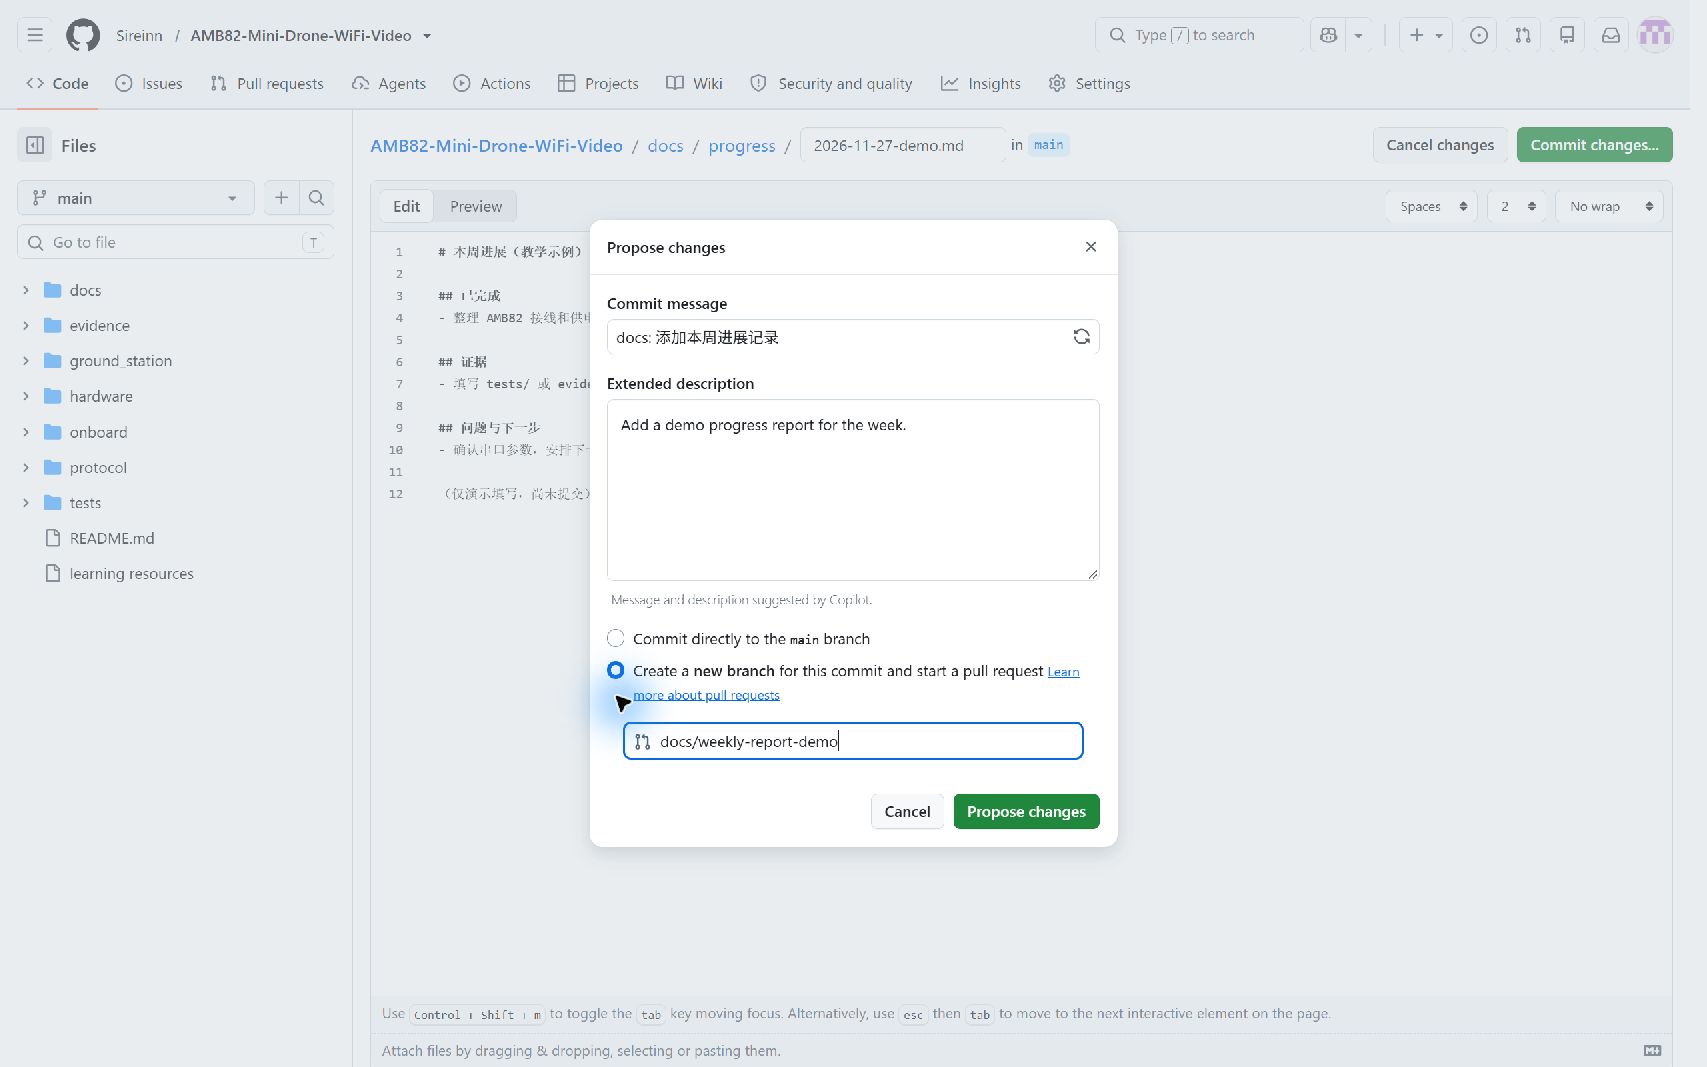 Sireinn / AMB82-Mini-Drone-WiFi-Video
Type / to search
Code Issues Pull requests Agents Actions Projects Wiki Security and quality Insights Settings
Files
main
Go to file T
docs
evidence
ground_station
hardware
onboard
protocol
tests
README.md
learning resources
AMB82-Mini-Drone-WiFi-Video / docs / progress / 2026-11-27-demo.md in main
Cancel changes
Commit changes...
Edit Preview
Spaces 2 No wrap
1 # 本周进展（教学示例）
2
3 ## 已完成
4 - 整理 AMB82 接线和供
5
6 ## 证据
7 - 填写 tests/ 或 evid
8
9 ## 问题与下一步
10 - 确认串口参数，安排下
11
12 （仅演示填写，尚未提交）
Propose changes
Commit message
docs: 添加本周进展记录
Extended description
Add a demo progress report for the week.
Message and description suggested by Copilot.
Commit directly to the main branch
Create a new branch for this commit and start a pull request Learn
more about pull requests
docs/weekly-report-demo
Cancel
Propose changes
Use Control + Shift + m to toggle the tab key moving focus. Alternatively, use esc then tab to move to the next interactive element on the page.
Attach files by dragging & dropping, selecting or pasting them.